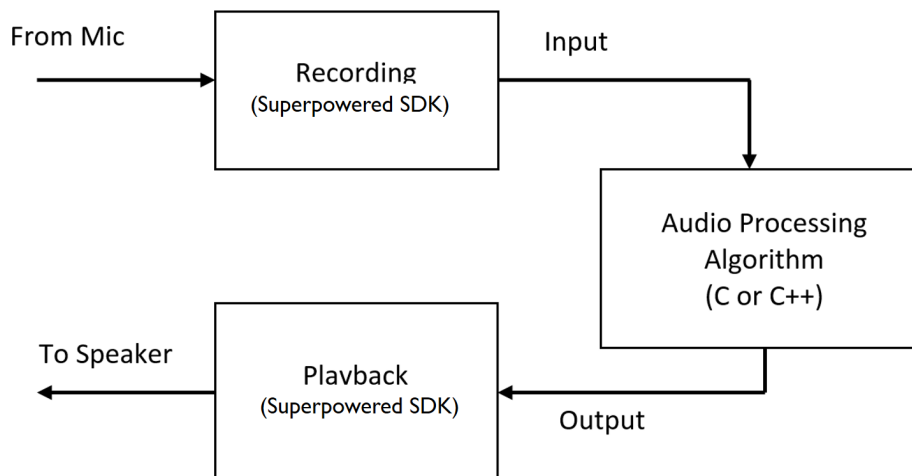 From Mic
Recording
(Superpowered SDK)
Input
Audio Processing
Algorithm
(C or C++)
To Speaker
Playback
(Superpowered SDK)
Output